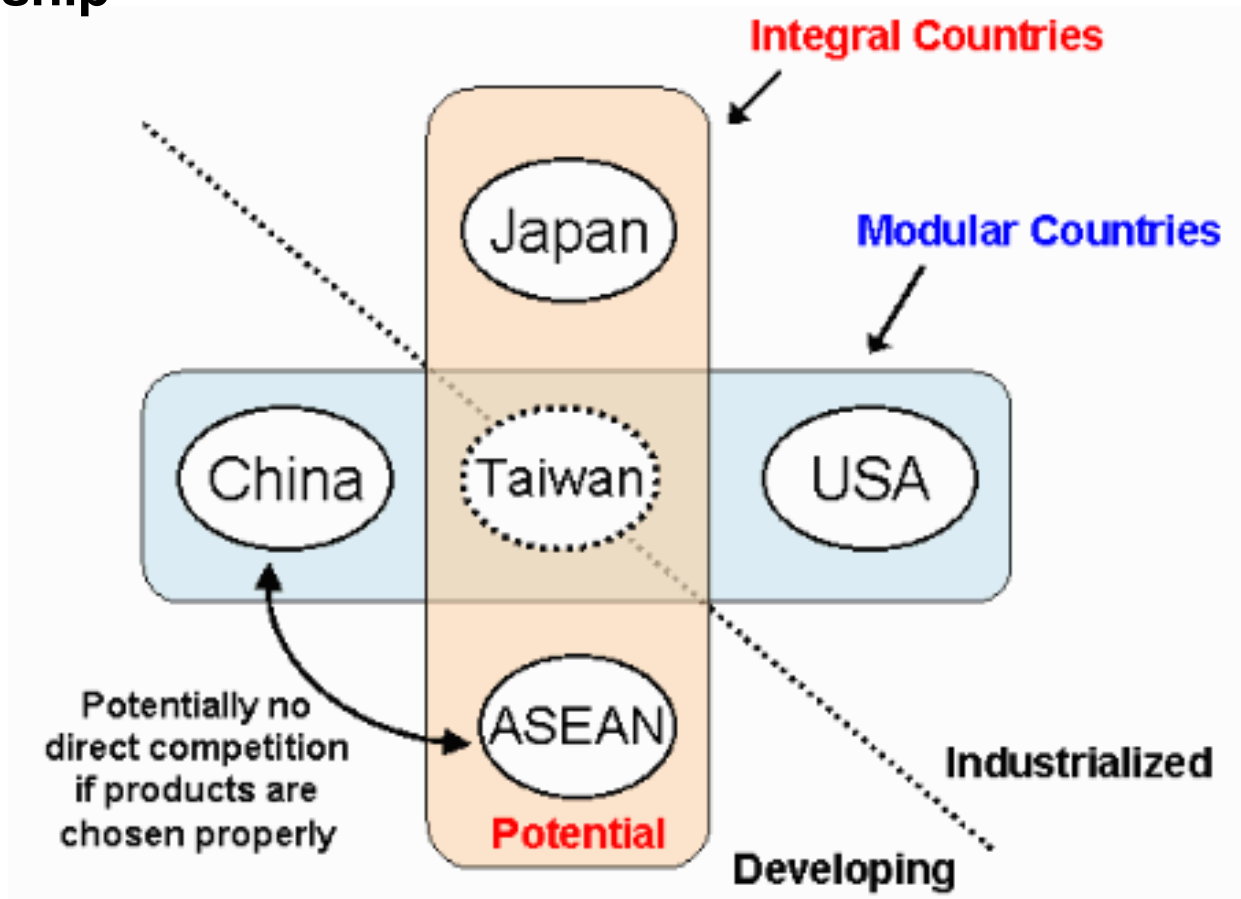 ship
Integral Countries
Japan
Modular Countries
China
Taiwan
USA
Potentially no
direct competition
if products are
chosen properly
ASEAN
Potential
Industrialized
Developing